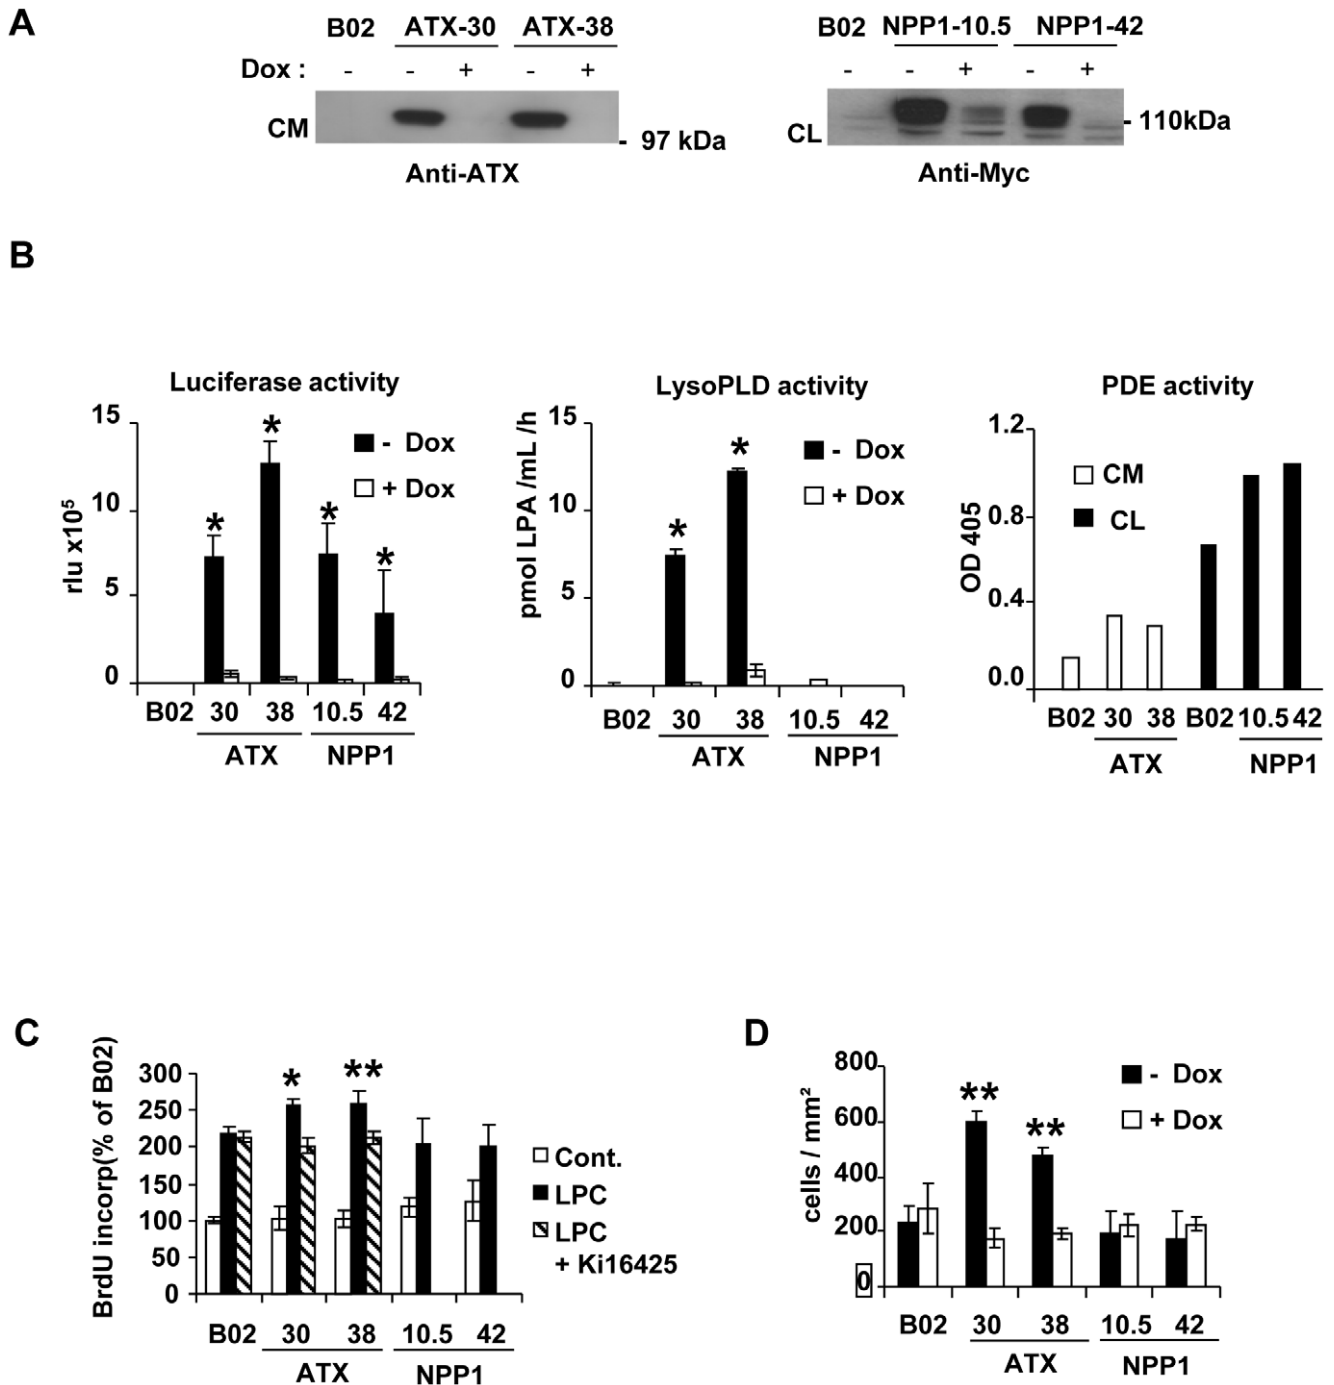 A
B02 ATX-30 ATX-38
Dox : - - + - +
CM
- 97 kDa
Anti-ATX
B02 NPP1-10.5 NPP1-42
- - + - +
CL
- 110kDa
Anti-Myc
B
Luciferase activity
15
10
5
0
rlu x10⁵
* * * *
- Dox
+ Dox
B02 30 38 10.5 42
ATX NPP1
LysoPLD activity
15
10
5
0
pmol LPA /mL /h
* *
- Dox
+ Dox
B02 30 38 10.5 42
ATX NPP1
PDE activity
1.2
0.8
0.4
0.0
OD 405
CM
CL
B02 30 38 B02 10.5 42
ATX NPP1
C
BrdU incorp(% of B02)
300
250
200
150
100
50
0
* **
Cont.
LPC
LPC
+ Ki16425
B02 30 38 10.5 42
ATX NPP1
D
cells / mm²
800
600
400
200
0
** **
- Dox
+ Dox
B02 30 38 10.5 42
ATX NPP1